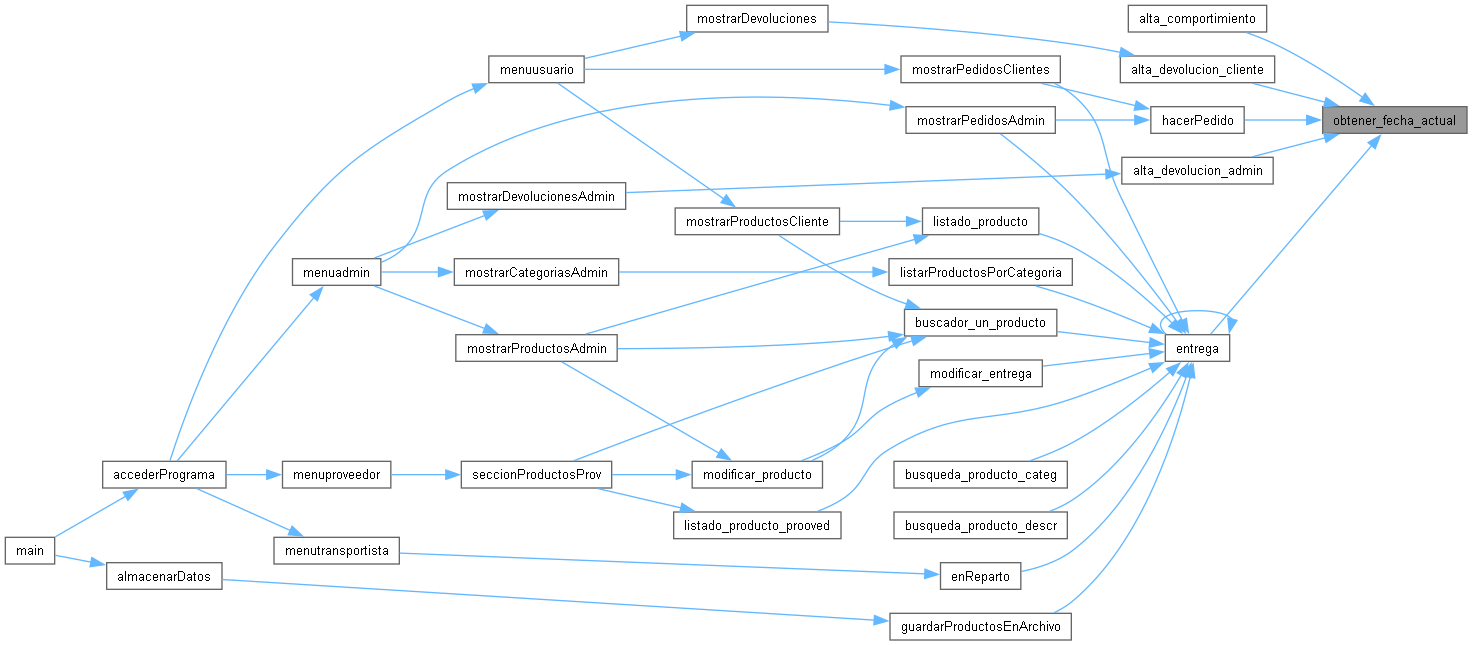 mostrarDevoluciones
alta_comportimiento
menuusuario
mostrarPedidosClientes
alta_devolucion_cliente
mostrarPedidosAdmin
hacerPedido
obtener_fecha_actual
alta_devolucion_admin
mostrarDevolucionesAdmin
mostrarProductosCliente
listado_producto
menuadmin
mostrarCategoriasAdmin
listarProductosPorCategoria
buscador_un_producto
mostrarProductosAdmin
entrega
modificar_entrega
accederPrograma
menuproveedor
seccionProductosProv
modificar_producto
busqueda_producto_categ
listado_producto_prooved
busqueda_producto_descr
main
menutransportista
almacenarDatos
enReparto
guardarProductosEnArchivo